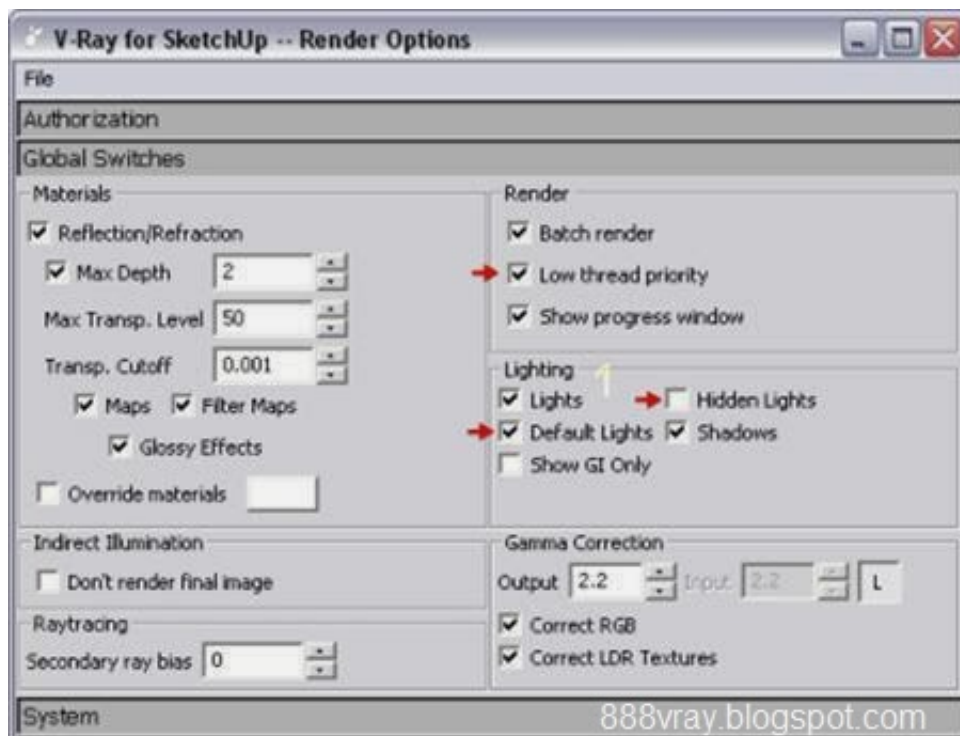 V-Ray for SketchUp -- Render Options
File
Authorization
Global Switches
Materials
Reflection/Refraction
Max Depth 2
Max Transp. Level 50
Transp. Cutoff 0.001
Maps Filter Maps
Glossy Effects
Override materials
Render
Batch render
Low thread priority
Show progress window
Lighting 1
Lights Hidden Lights
Default Lights Shadows
Show GI Only
Indirect Illumination
Don't render final image
Raytracing
Secondary ray bias 0
Gamma Correction
Output 2.2 Input 2.2 L
Correct RGB
Correct LDR Textures
System
888vray.blogspot.com